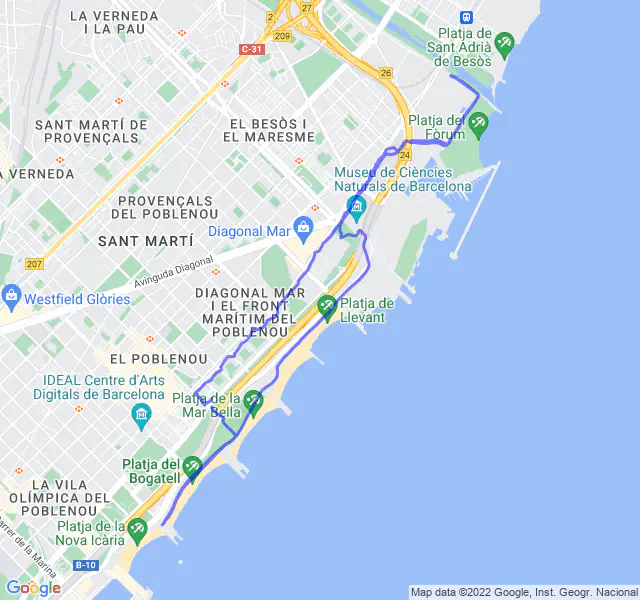 LA VERNEDA
I LA PAU
Platja de
Sant Adrià
de Besòs
209
C-31
26
SANT MARTÍ DE
PROVENÇALS
EL BESÒS I
EL MARESME
Platja del
Fòrum
24
A VERNEDA
Museu de Ciències
Naturals de Barcelona
PROVENÇALS
DEL POBLENOU
Diagonal Mar
SANT MARTÍ
207
Avinguda Diagonal
Westfield Glòries
DIAGONAL MAR
I EL FRONT
MARÍTIM DEL
POBLENOU
Platja de
Llevant
EL POBLENOU
IDEAL Centre d'Arts
Digitals de Barcelona
Platja de la
Mar Bella
Platja del
Bogatell
LA VILA
OLÍMPICA DEL
POBLENOU
Platja de la
Nova Icària
Carrer de la Marina
B-10
Google
Map data ©2022 Google, Inst. Geogr. Nacional